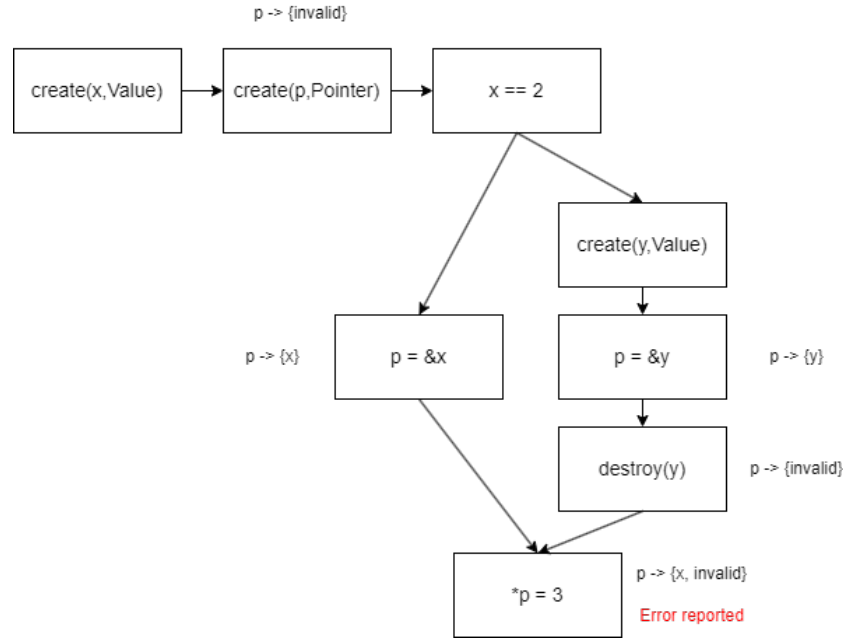 p -> {invalid}
create(x,Value)
create(p,Pointer)
x == 2
create(y,Value)
p -> {x}
p = &x
p = &y
p -> {y}
destroy(y)
p -> {invalid}
*p = 3
p -> {x, invalid}
Error reported